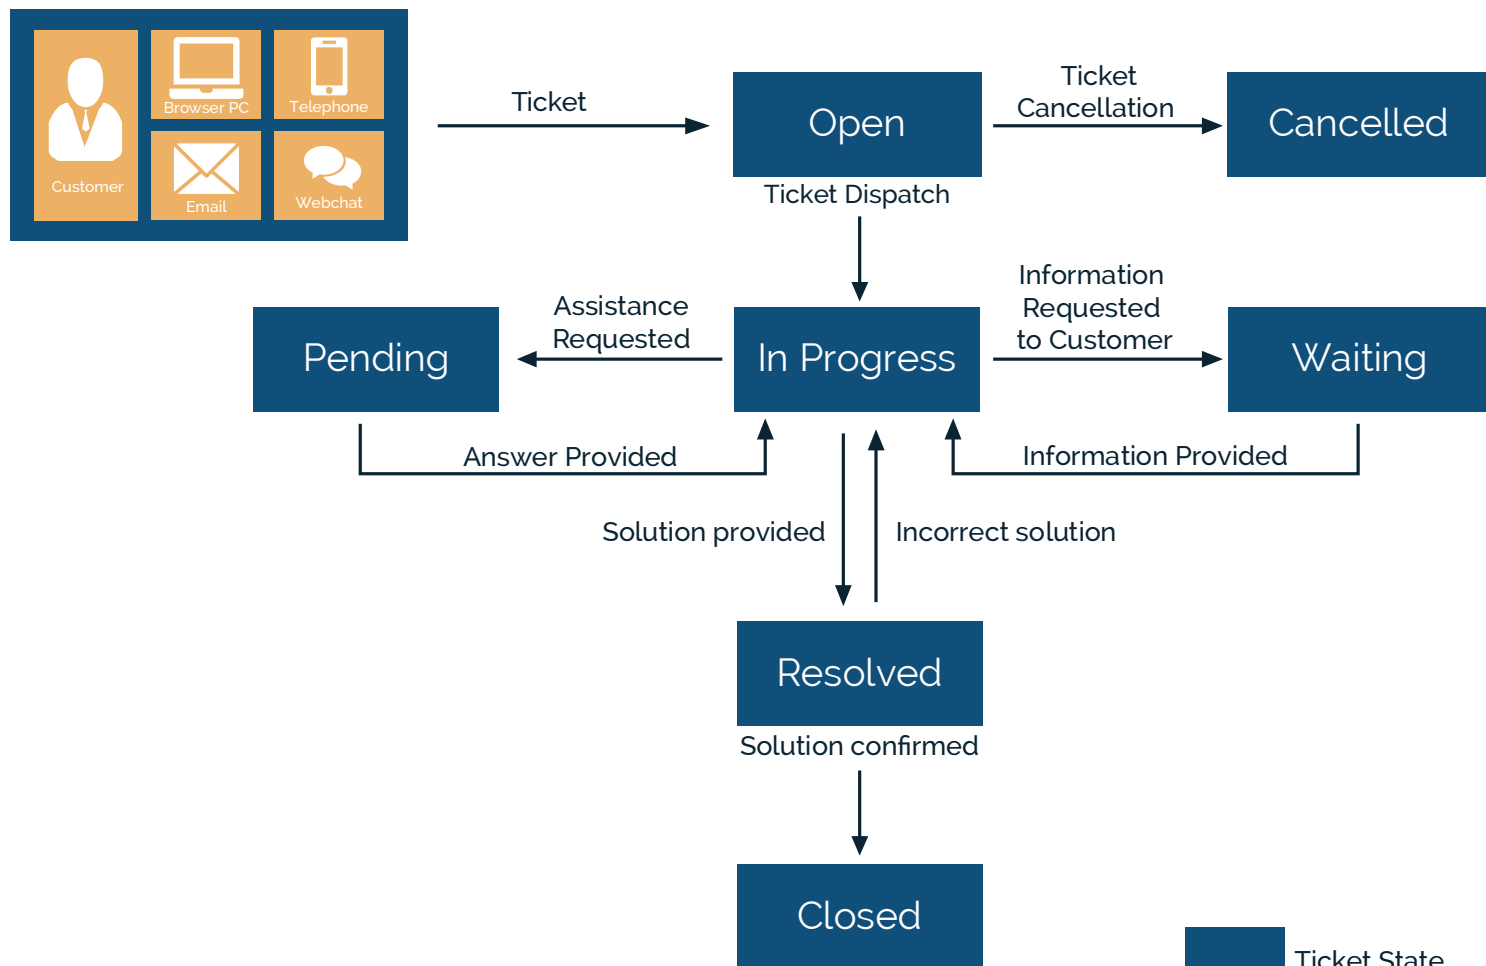 Browser PC
Telephone
Customer
Email
Webchat
Ticket
Open
Ticket
Cancellation
Cancelled
Ticket Dispatch
Pending
Assistance
Requested
In Progress
Information
Requested
to Customer
Waiting
Answer Provided
Information Provided
Solution provided
Incorrect solution
Resolved
Solution confirmed
Closed
Ticket State